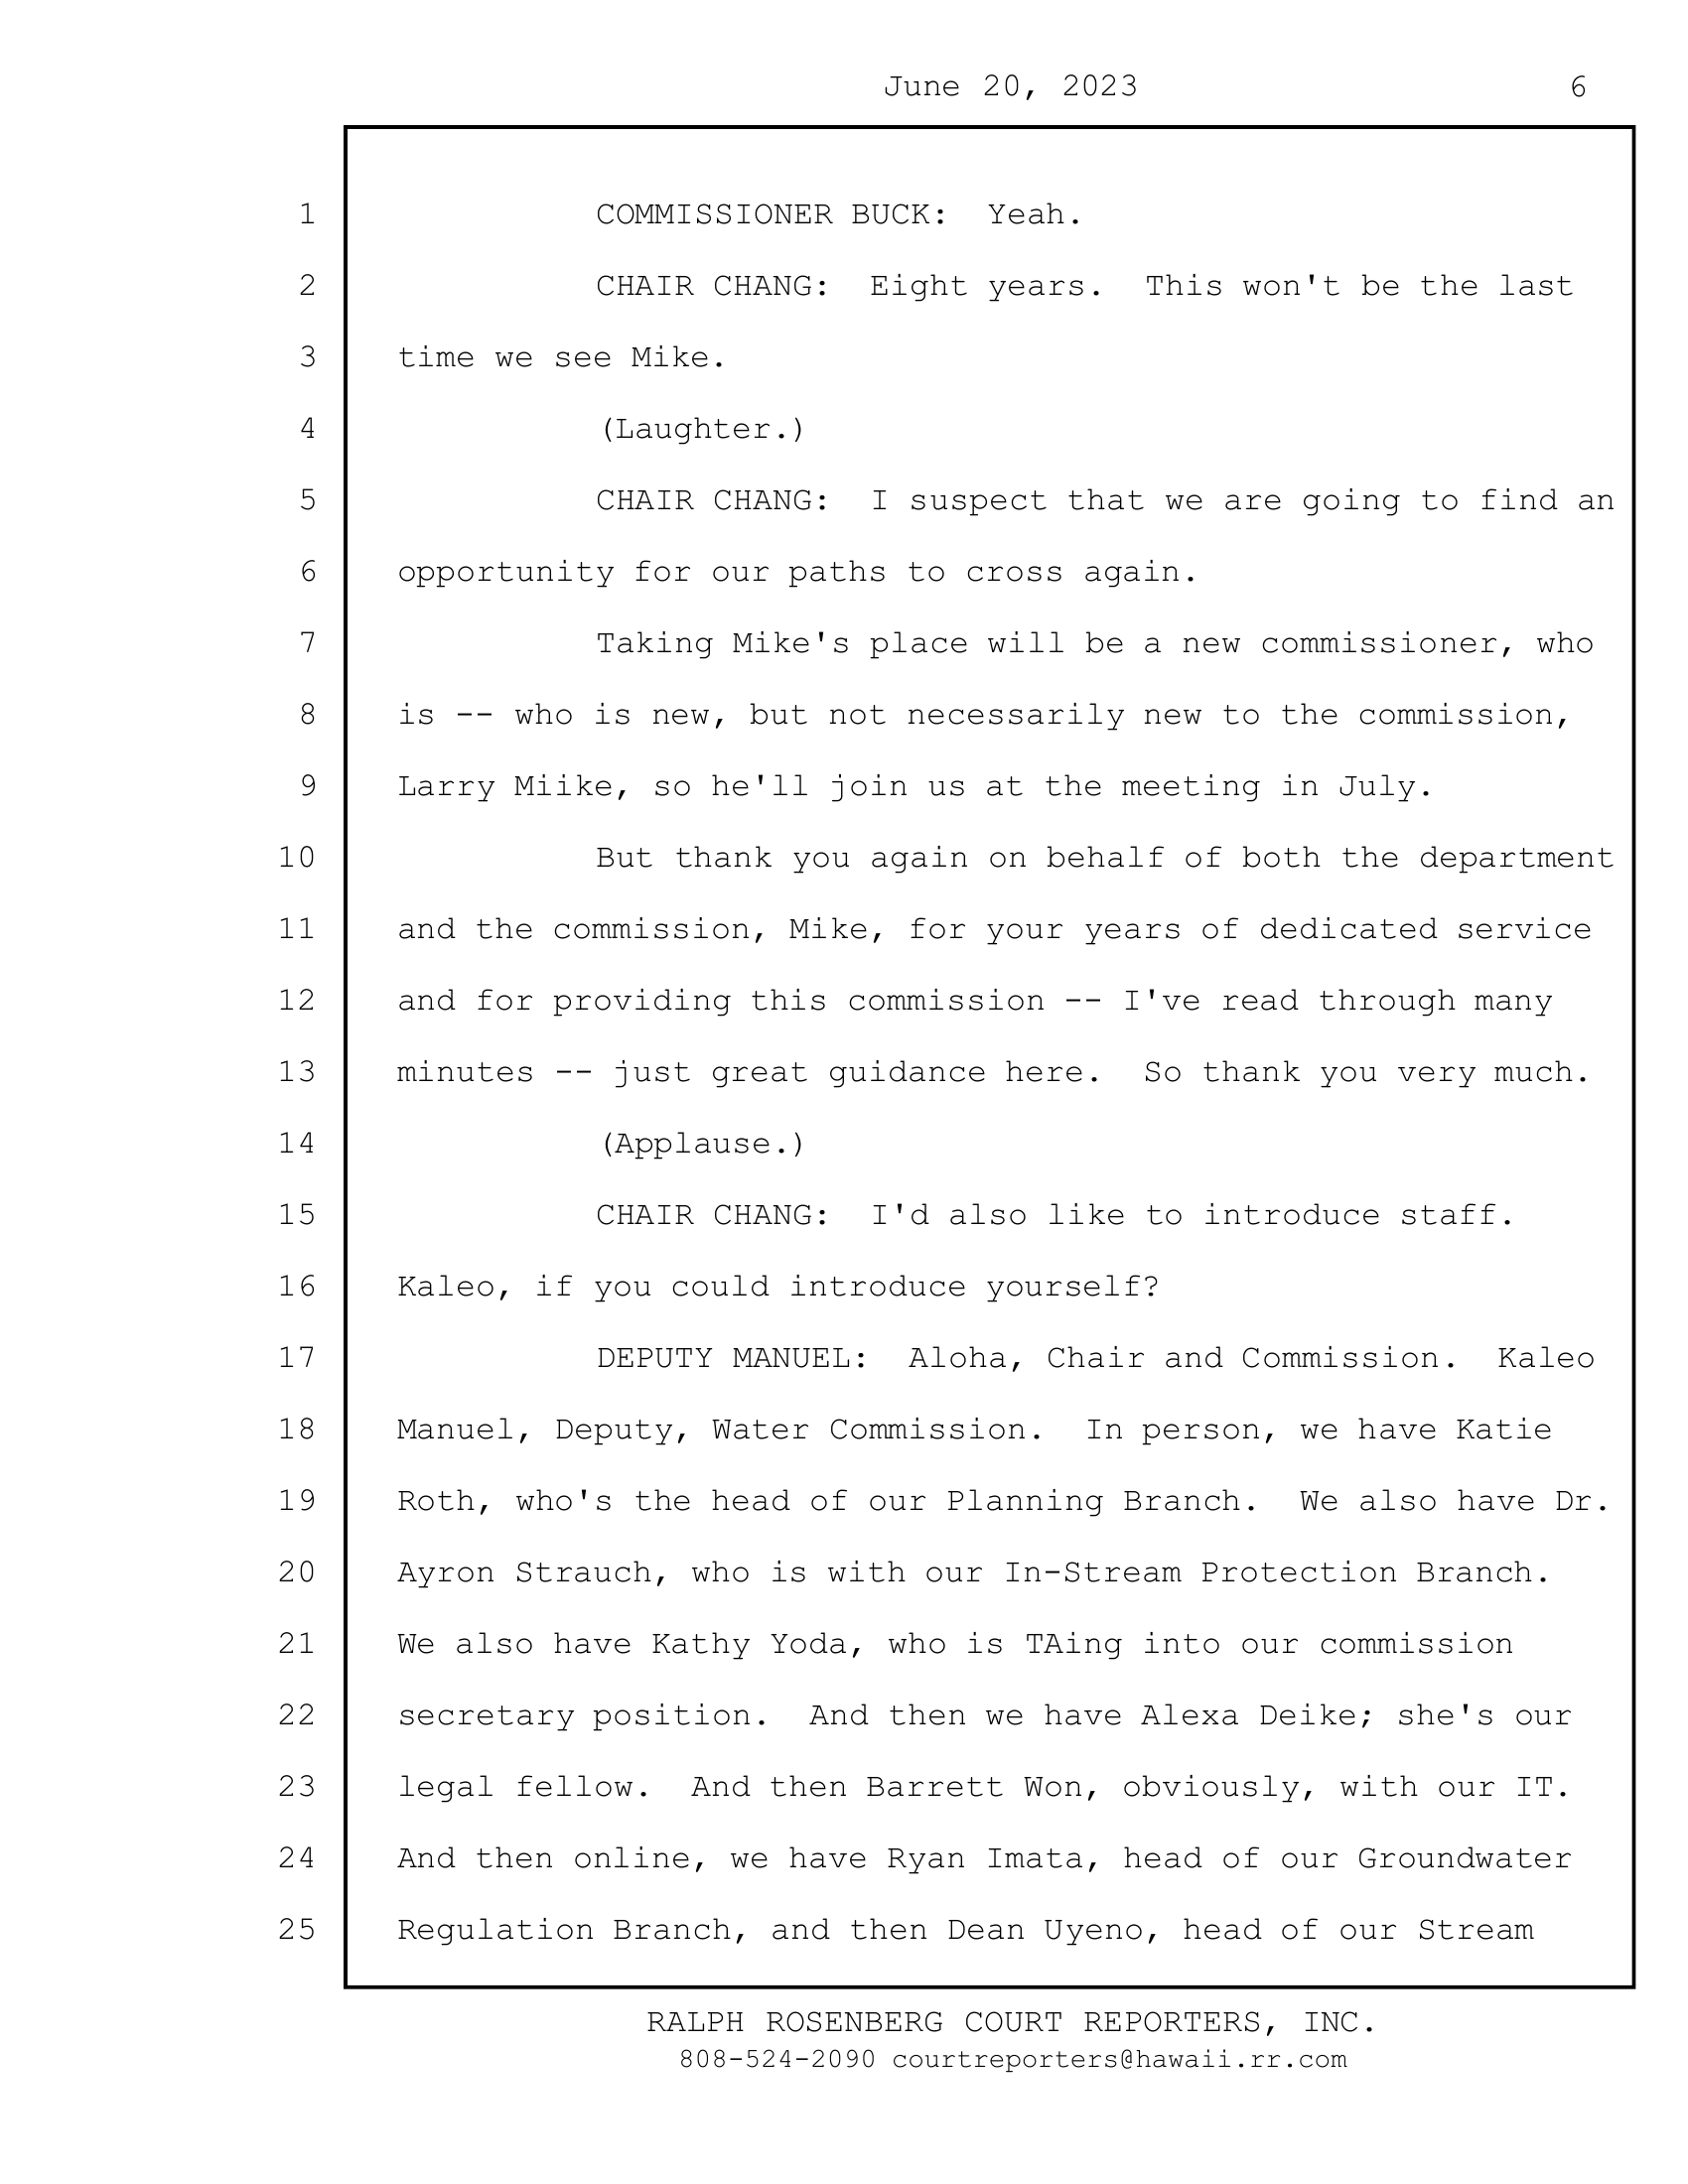 June 20, 2023 6
1 COMMISSIONER BUCK:  Yeah.
2 CHAIR CHANG:  Eight years.  This won't be the last
3 time we see Mike.
4 (Laughter.)
5 CHAIR CHANG:  I suspect that we are going to find an
6 opportunity for our paths to cross again.
7 Taking Mike's place will be a new commissioner, who
8 is -- who is new, but not necessarily new to the commission,
9 Larry Miike, so he'll join us at the meeting in July.
10 But thank you again on behalf of both the department
11 and the commission, Mike, for your years of dedicated service
12 and for providing this commission -- I've read through many
13 minutes -- just great guidance here.  So thank you very much.
14 (Applause.)
15 CHAIR CHANG:  I'd also like to introduce staff.
16 Kaleo, if you could introduce yourself?
17 DEPUTY MANUEL:  Aloha, Chair and Commission.  Kaleo
18 Manuel, Deputy, Water Commission.  In person, we have Katie
19 Roth, who's the head of our Planning Branch.  We also have Dr.
20 Ayron Strauch, who is with our In-Stream Protection Branch.
21 We also have Kathy Yoda, who is TAing into our commission
22 secretary position.  And then we have Alexa Deike; she's our
23 legal fellow.  And then Barrett Won, obviously, with our IT.
24 And then online, we have Ryan Imata, head of our Groundwater
25 Regulation Branch, and then Dean Uyeno, head of our Stream
RALPH ROSENBERG COURT REPORTERS, INC.
808-524-2090 courtreporters@hawaii.rr.com